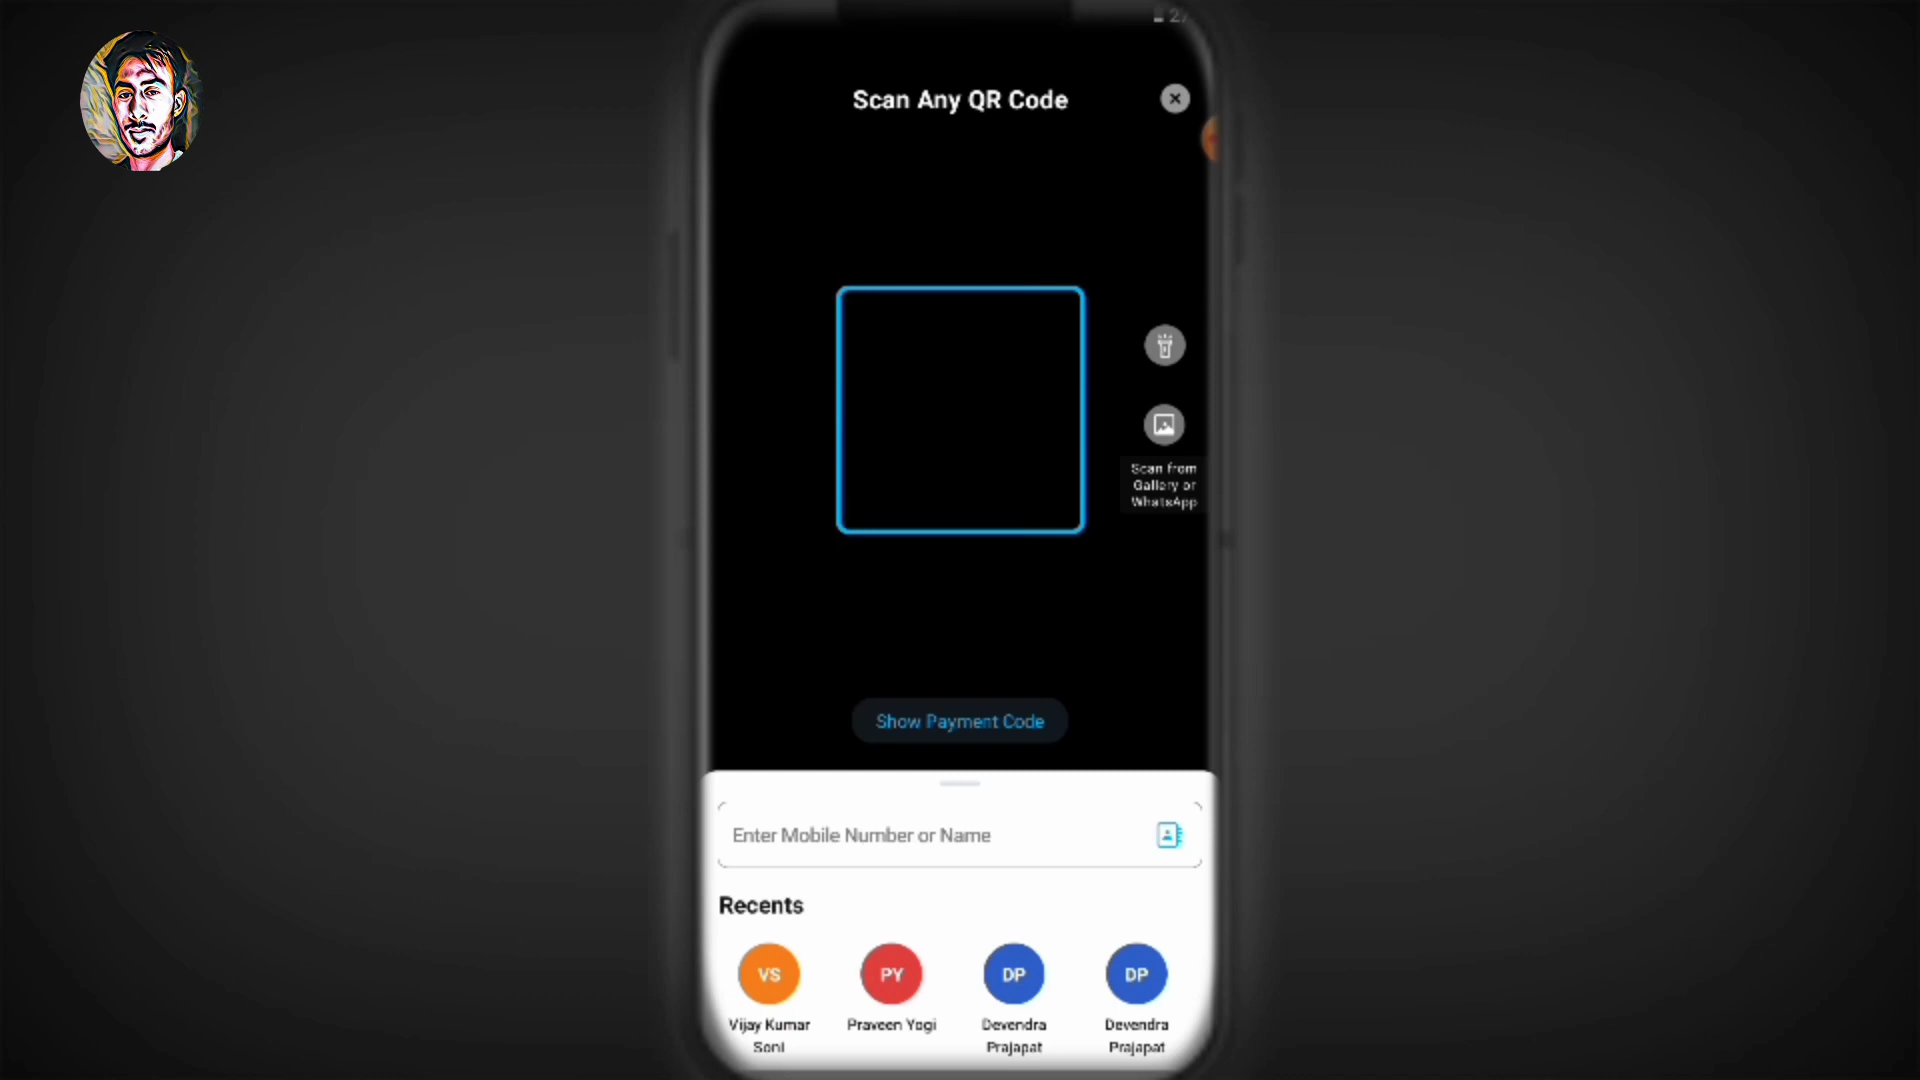 27
Scan Any QR Code
Scan from
Gallery or
WhatsApp
Show Payment Code
Enter Mobile Number or Name
Recents
VS
PY
DP
DP
Vijay Kumar
Soni
Praveen Yogi
Devendra
Prajapat
Devendra
Prajapat